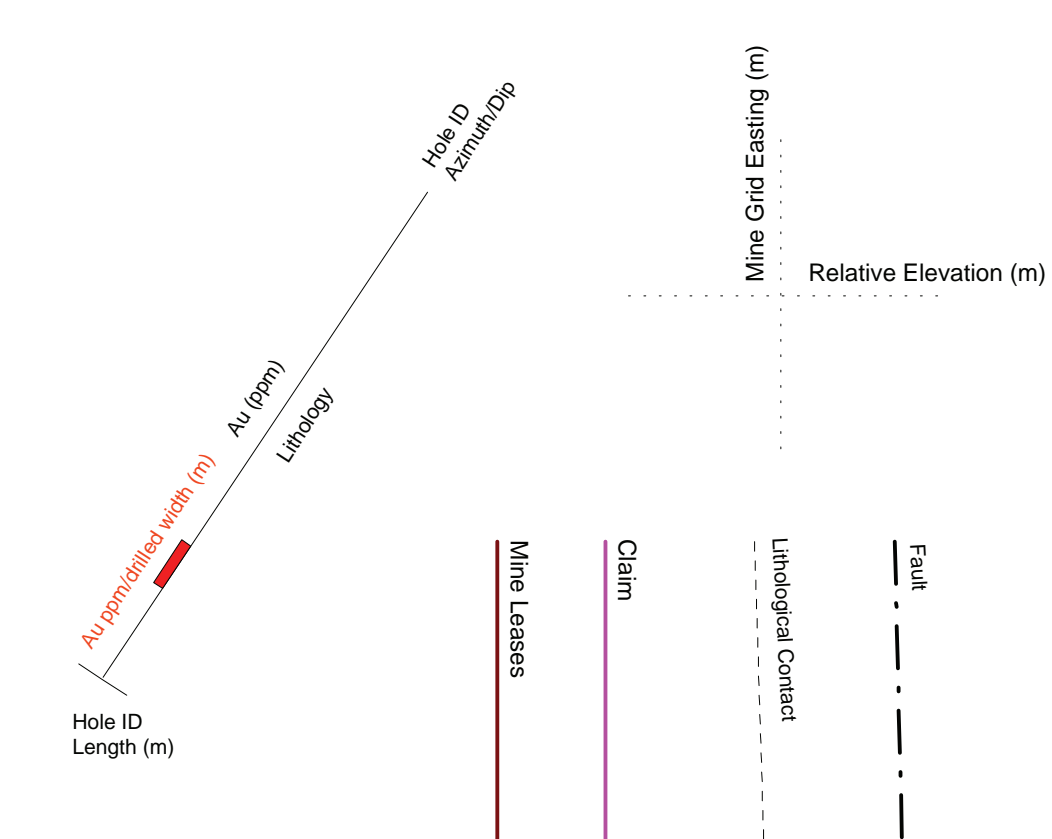 Hole ID
Azimuth/Dip
Mine Grid Easting (m)
Relative Elevation (m)
Au (ppm)
Lithology
Au ppm/drilled width (m)
Hole ID
Length (m)
Mine Leases
Claim
Lithological Contact
Fault